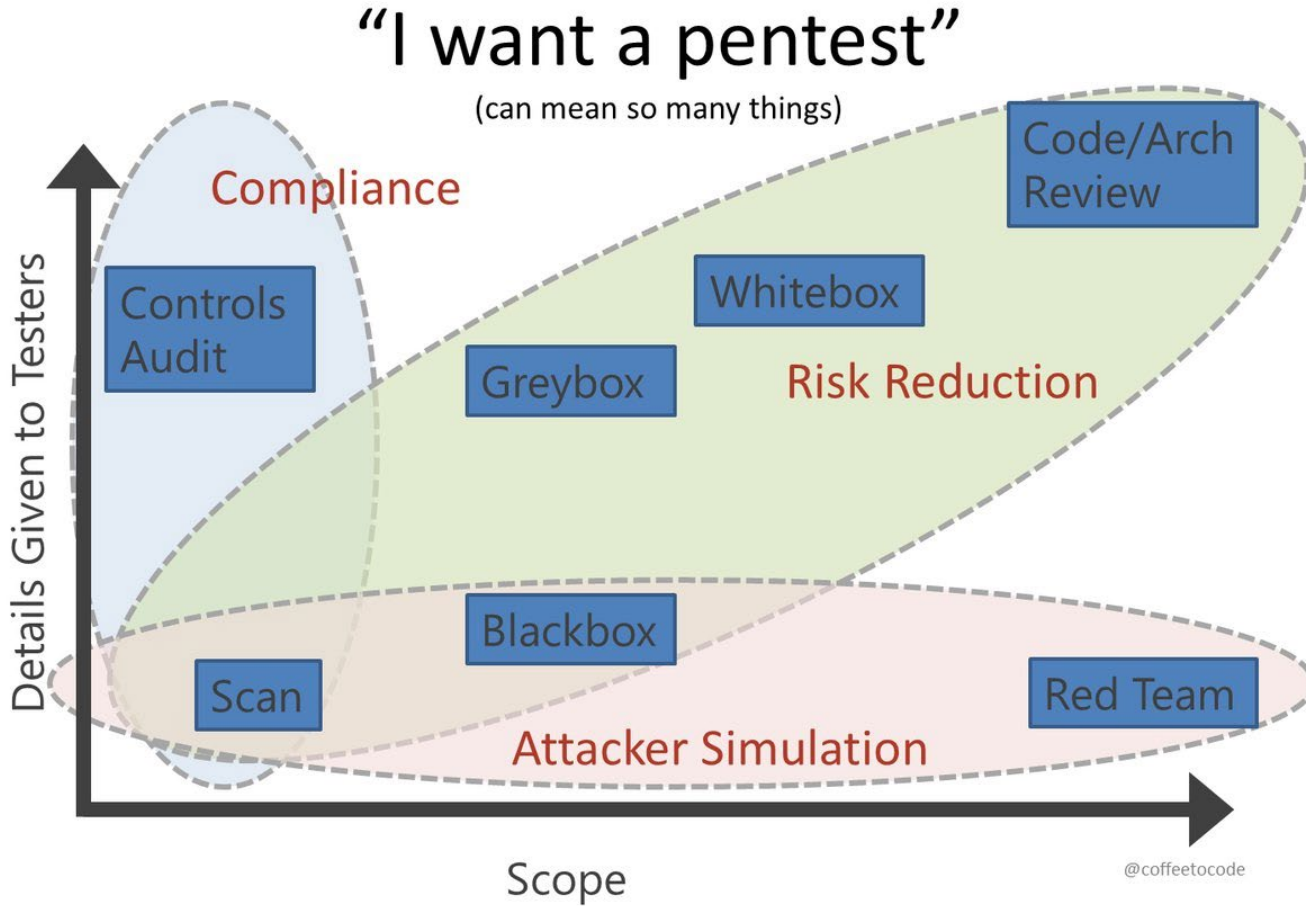 “I want a pentest”
(can mean so many things)
Code/Arch
Review
Compliance
Controls
Audit
Whitebox
Greybox
Risk Reduction
Details Given to Testers
Blackbox
Scan
Red Team
Attacker Simulation
Scope
@coffeetocode